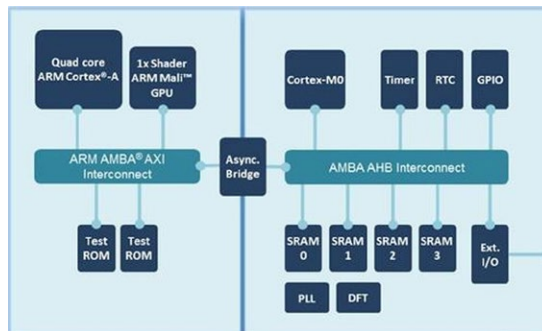 Quad core
ARM Cortex®-A
1x Shader
ARM Mali™
GPU
Cortex-M0
Timer
RTC
GPIO
ARM AMBA® AXI
Interconnect
Async.
Bridge
AMBA AHB Interconnect
Test
ROM
Test
ROM
SRAM
0
SRAM
1
SRAM
2
SRAM
3
Ext.
I/O
PLL
DFT